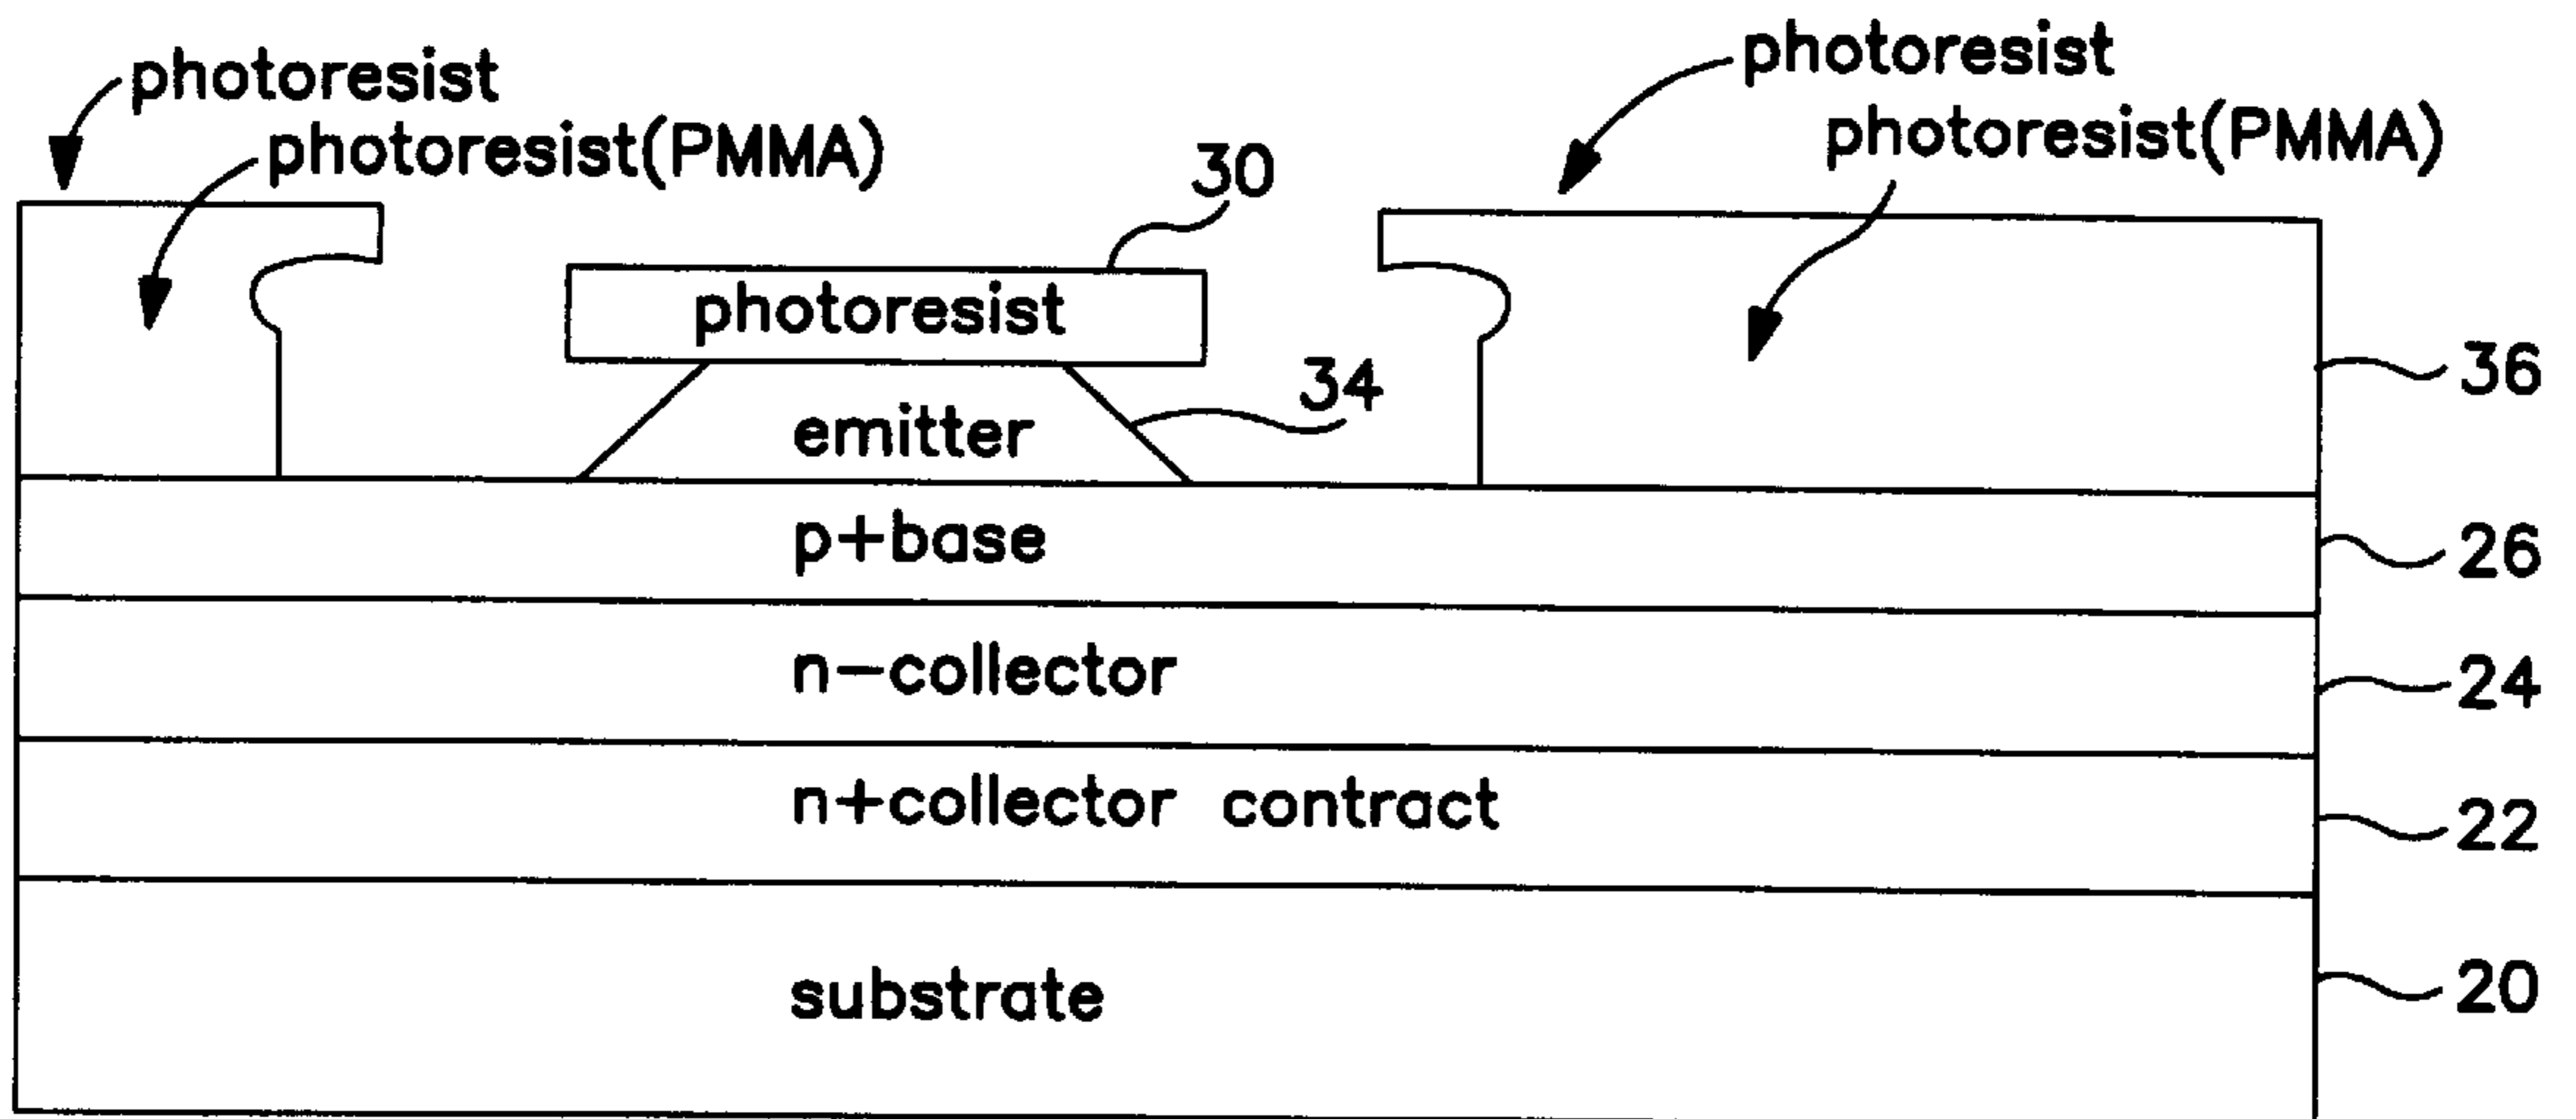 photoresist
photoresist(PMMA)
photoresist
photoresist(PMMA)
30
photoresist
34
emitter
36
p+base
26
n-collector
24
n+collector contract
22
substrate
20